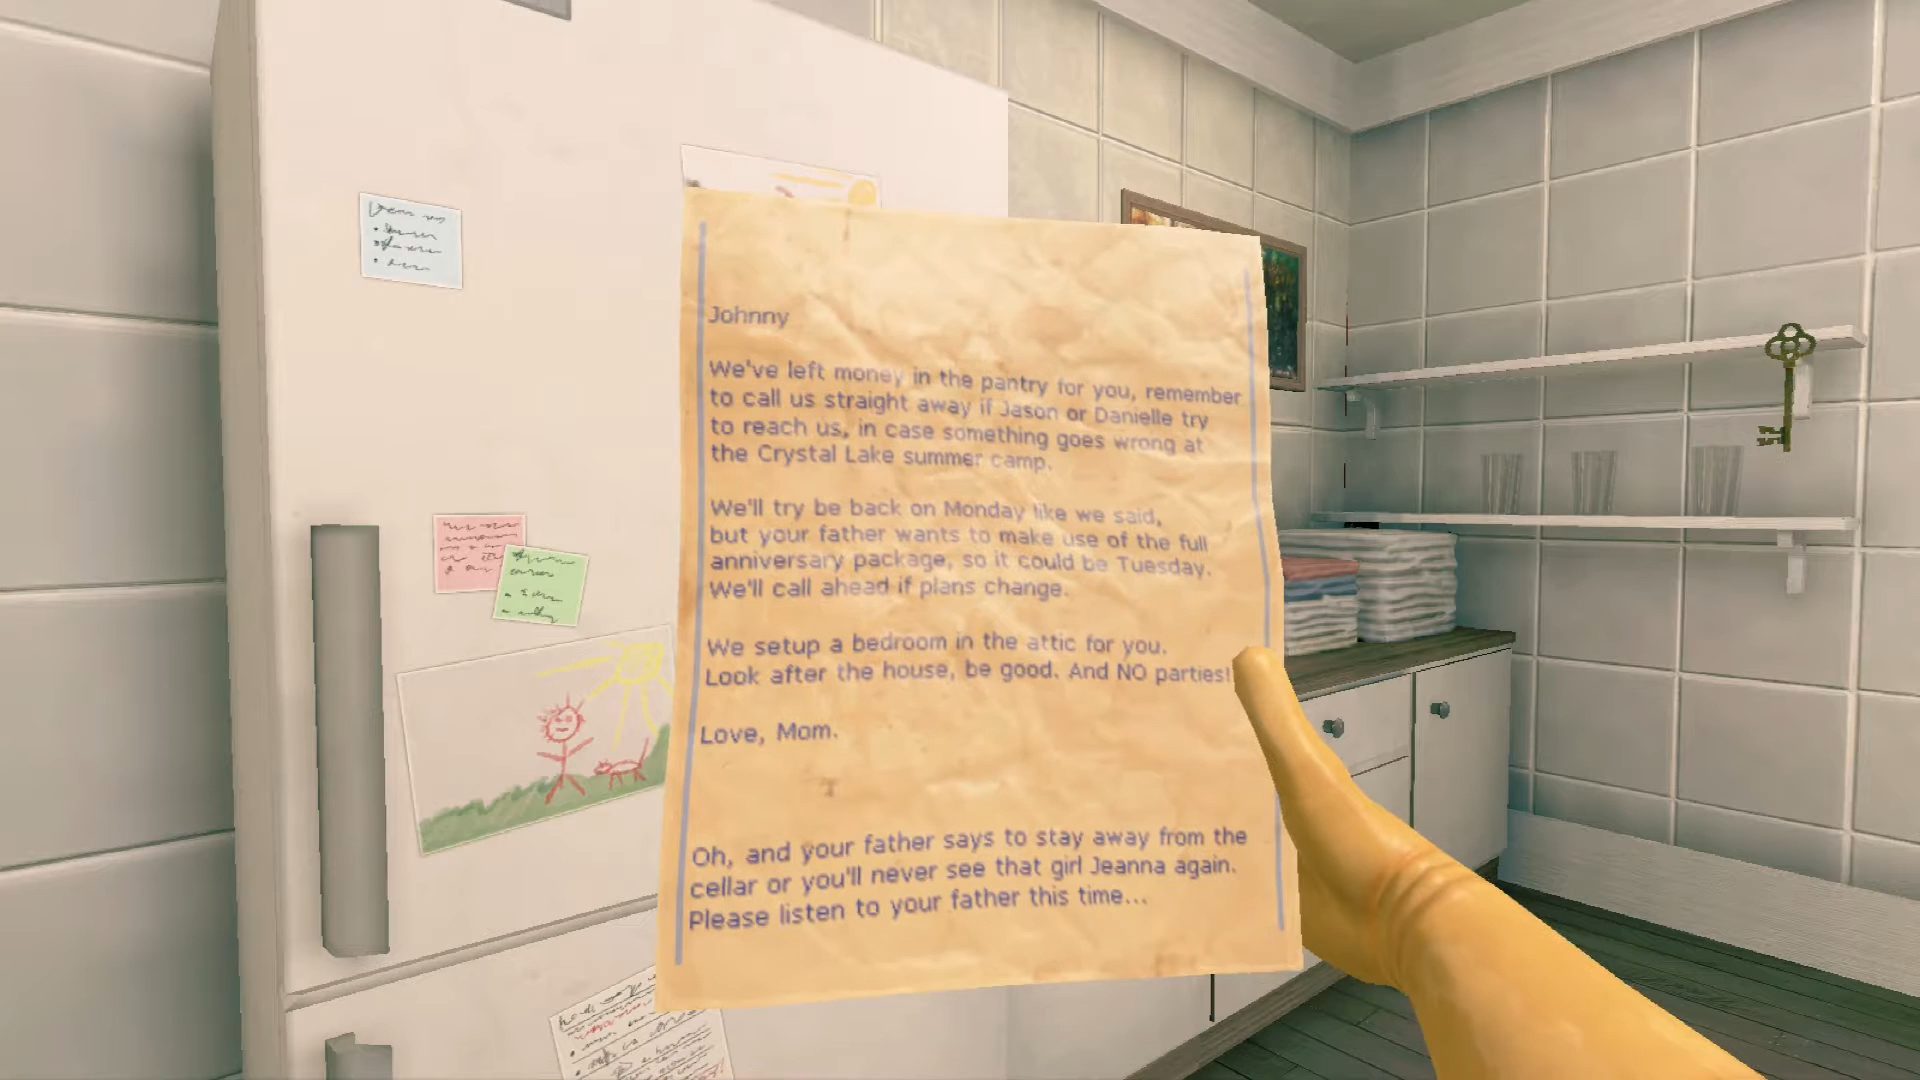 Johnny
We've left money in the pantry for you, remember
to call us straight away if Jason or Danielle try
to reach us, in case something goes wrong at
the Crystal Lake summer camp.
We'll try be back on Monday like we said,
but your father wants to make use of the full
anniversary package, so it could be Tuesday.
We'll call ahead if plans change.
We setup a bedroom in the attic for you.
Look after the house, be good. And NO parties!
Love, Mom.
Oh, and your father says to stay away from the
cellar or you'll never see that girl Jeanna again.
Please listen to your father this time...